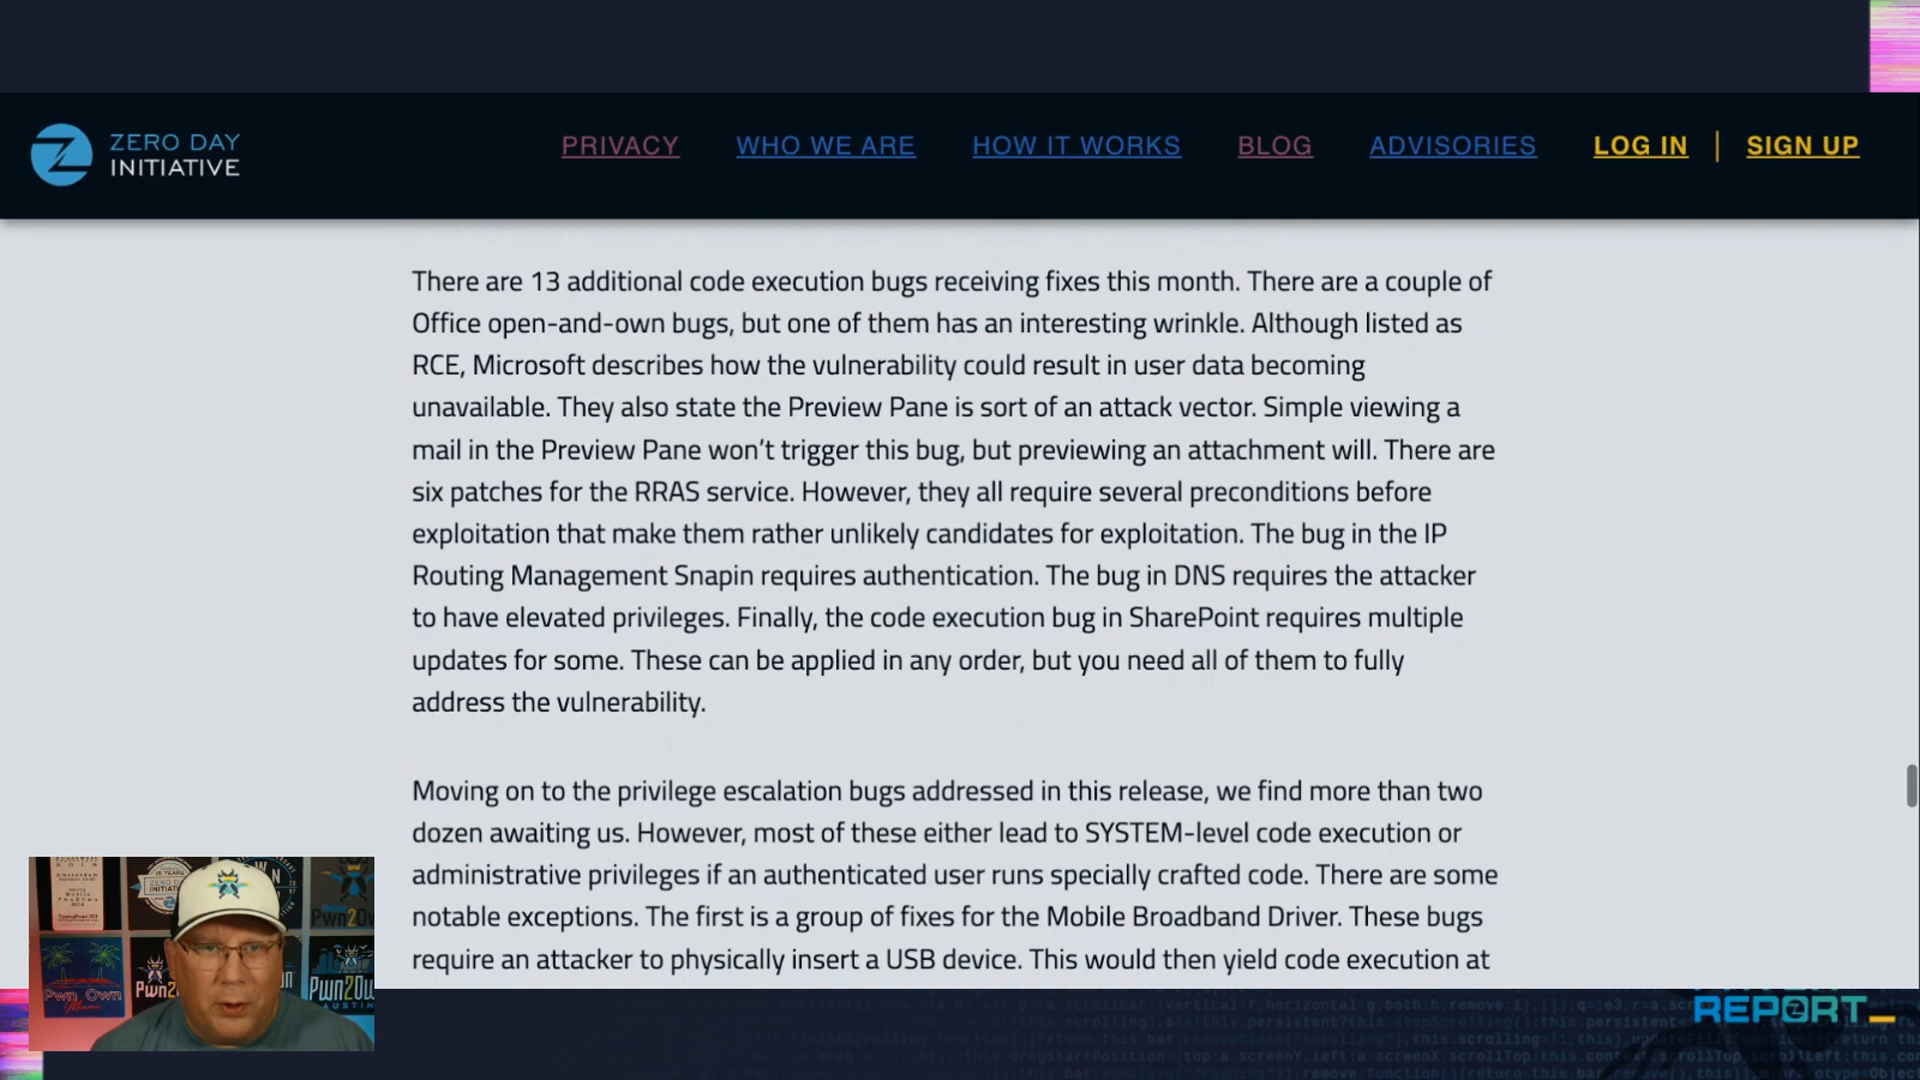 ZERO DAY
INITIATIVE
PRIVACY
WHO WE ARE
HOW IT WORKS
BLOG
ADVISORIES
LOG IN | SIGN UP
There are 13 additional code execution bugs receiving fixes this month. There are a couple of
Office open-and-own bugs, but one of them has an interesting wrinkle. Although listed as
RCE, Microsoft describes how the vulnerability could result in user data becoming
unavailable. They also state the Preview Pane is sort of an attack vector. Simple viewing a
mail in the Preview Pane won’t trigger this bug, but previewing an attachment will. There are
six patches for the RRAS service. However, they all require several preconditions before
exploitation that make them rather unlikely candidates for exploitation. The bug in the IP
Routing Management Snapin requires authentication. The bug in DNS requires the attacker
to have elevated privileges. Finally, the code execution bug in SharePoint requires multiple
updates for some. These can be applied in any order, but you need all of them to fully
address the vulnerability.
Moving on to the privilege escalation bugs addressed in this release, we find more than two
dozen awaiting us. However, most of these either lead to SYSTEM-level code execution or
administrative privileges if an authenticated user runs specially crafted code. There are some
notable exceptions. The first is a group of fixes for the Mobile Broadband Driver. These bugs
require an attacker to physically insert a USB device. This would then yield code execution at
Pwn Own
Miami
AUSTIN
REPORT_